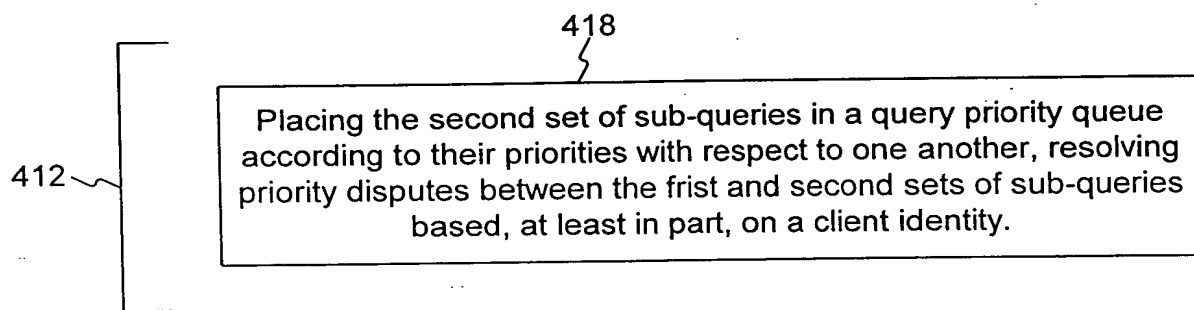 418
Placing the second set of sub-queries in a query priority queue
according to their priorities with respect to one another, resolving
412
priority disputes between the frist and second sets of sub-queries
based, at least in part, on a client identity.